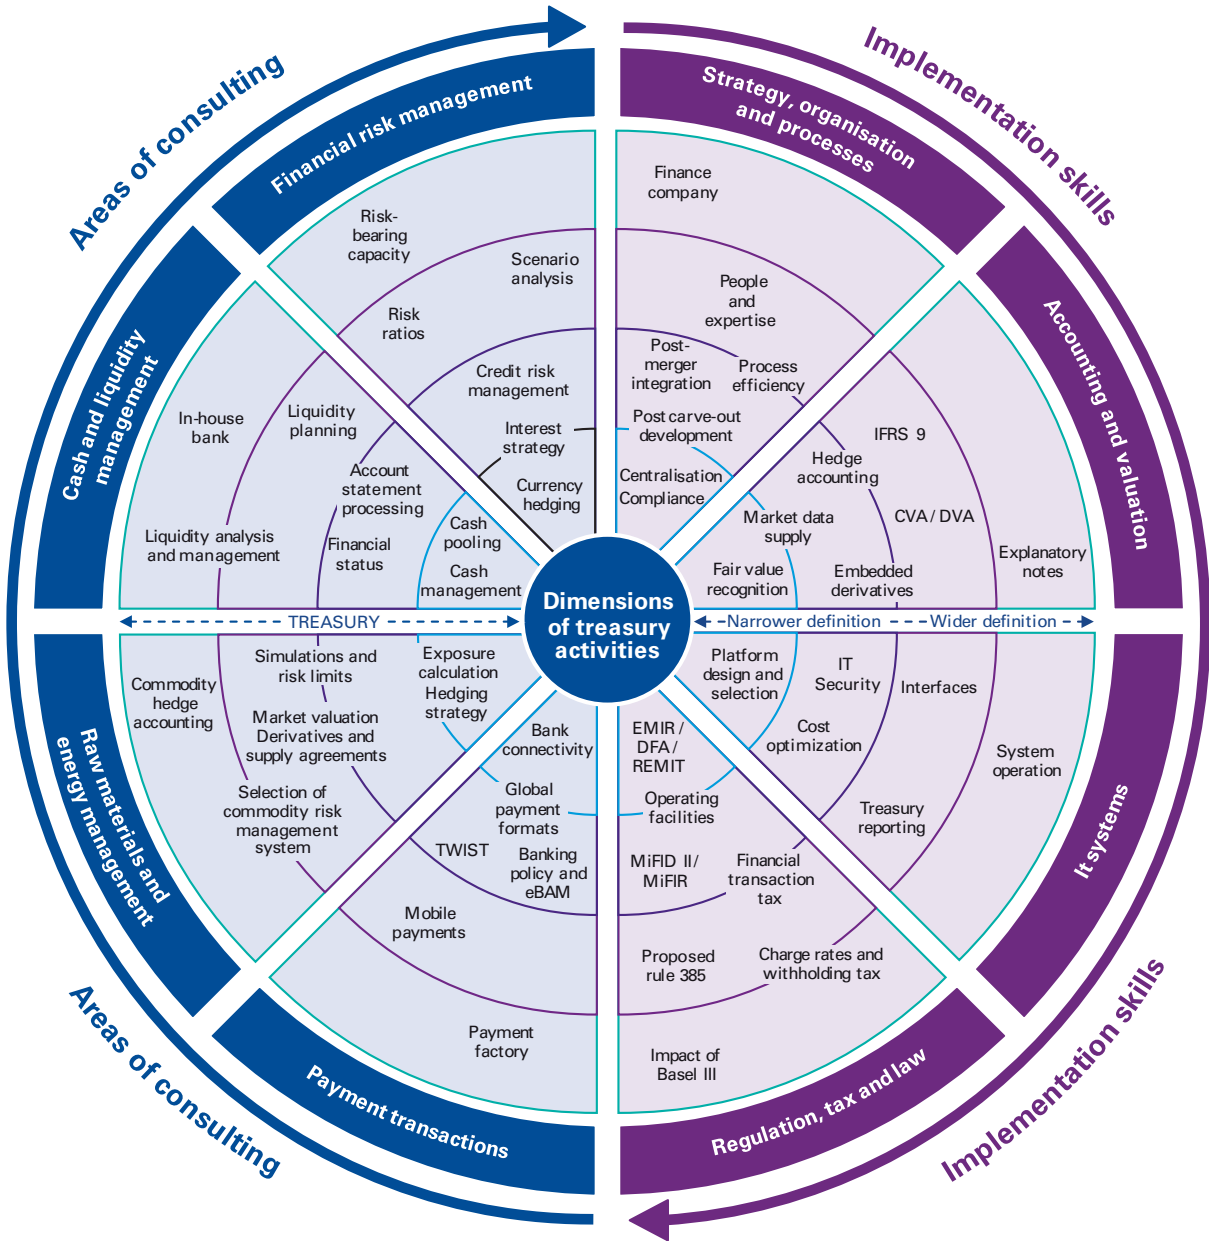 Areas of consulting
Implementation skills
Financial risk management
Risk-
bearing
capacity
Scenario
analysis
Risk
ratios
Credit risk
management
Interest
strategy
Currency
hedging
Strategy, organisation
and processes
Finance
company
People
and
expertise
Post-
merger
integration
Process
efficiency
Post carve-out
development
Centralisation
Compliance
Cash and liquidity
management
In-house
bank
Liquidity
planning
Account
statement
processing
Liquidity analysis
and management
Financial
status
Cash
pooling
Cash
management
Accounting and valuation
IFRS 9
Hedge
accounting
CVA / DVA
Market data
supply
Explanatory
notes
Fair value
recognition
Embedded
derivatives
Dimensions
of treasury
activities
TREASURY
Narrower definition
Wider definition
Raw materials and
energy management
Simulations and
risk limits
Exposure
calculation
Hedging
strategy
Commodity
hedge
accounting
Market valuation
Derivatives and
supply agreements
Selection of
commodity risk
management
system
It systems
Platform
design and
selection
IT
Security
Interfaces
Cost
optimization
System
operation
Treasury
reporting
Payment transactions
Bank
connectivity
Global
payment
formats
TWIST
Banking
policy and
eBAM
Mobile
payments
Payment
factory
Regulation, tax and law
EMIR /
DFA /
REMIT
Operating
facilities
MiFID II/
MiFIR
Financial
transaction
tax
Proposed
rule 385
Charge rates and
withholding tax
Impact of
Basel III
Areas of consulting
Implementation skills